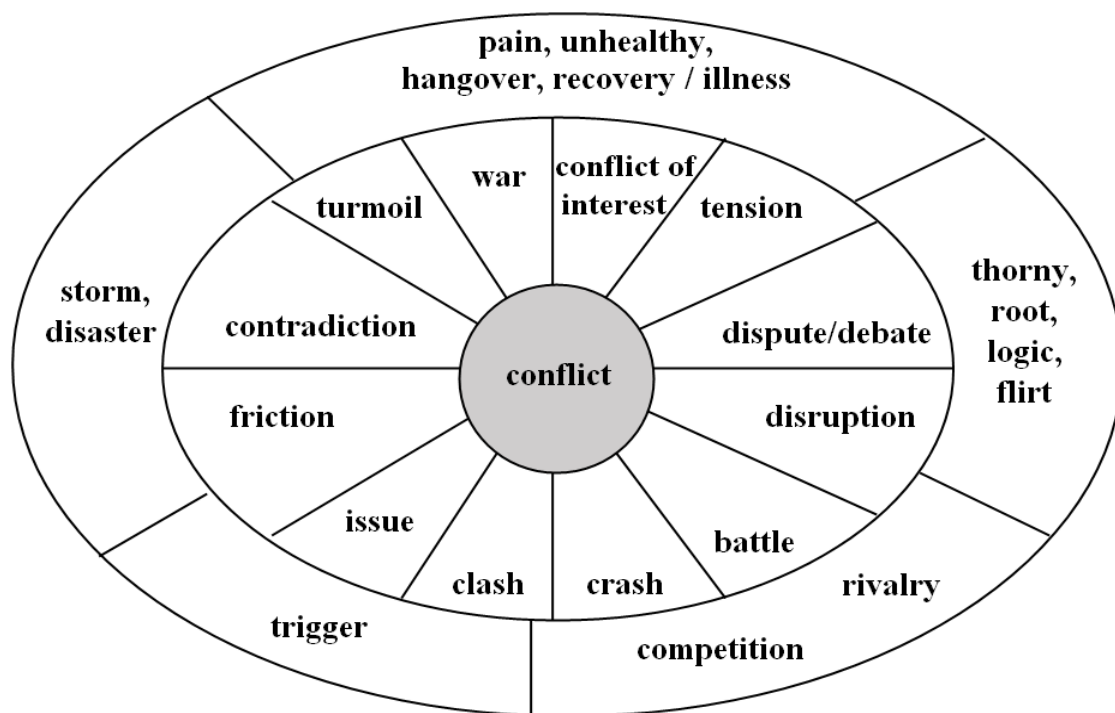 pain, unhealthy,
hangover, recovery / illness
war
conflict of
interest
turmoil
tension
storm,
disaster
thorny,
root,
logic,
flirt
contradiction
dispute/debate
conflict
friction
disruption
issue
battle
clash
crash
rivalry
trigger
competition